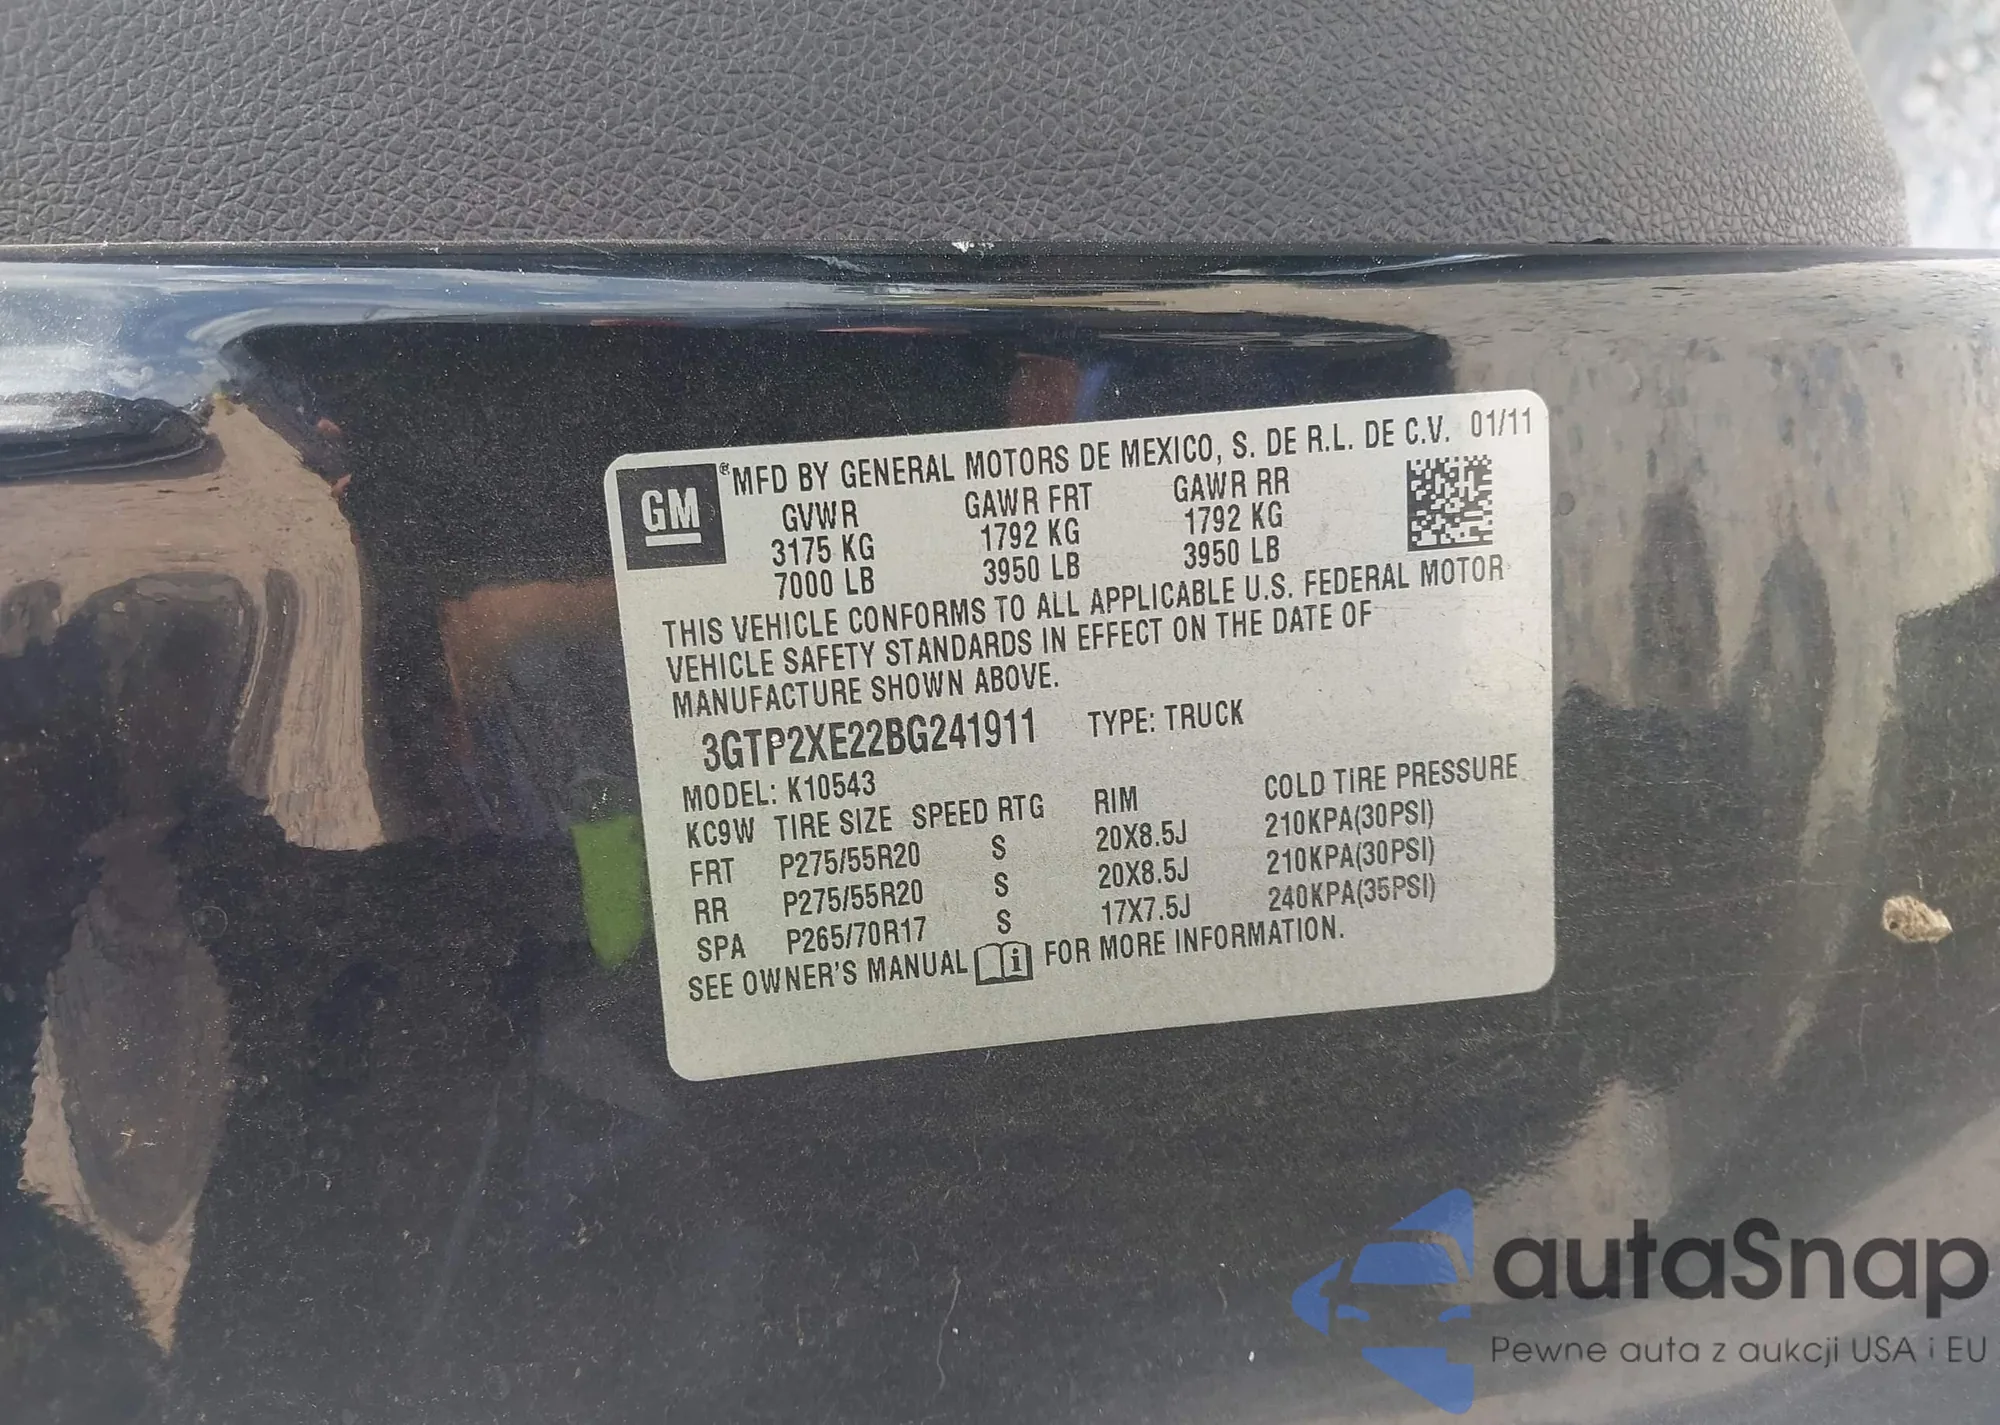 GM
®MFD BY GENERAL MOTORS DE MEXICO, S. DE R.L. DE C.V. 01/11
GVWR GAWR FRT GAWR RR
3175 KG 1792 KG 1792 KG
7000 LB 3950 LB 3950 LB
THIS VEHICLE CONFORMS TO ALL APPLICABLE U.S. FEDERAL MOTOR
VEHICLE SAFETY STANDARDS IN EFFECT ON THE DATE OF
MANUFACTURE SHOWN ABOVE.
3GTP2XE22BG241911 TYPE: TRUCK
MODEL: K10543
KC9W TIRE SIZE SPEED RTG RIM COLD TIRE PRESSURE
FRT P275/55R20 S 20X8.5J 210KPA(30PSI)
RR P275/55R20 S 20X8.5J 210KPA(30PSI)
SPA P265/70R17 S 17X7.5J 240KPA(35PSI)
SEE OWNER'S MANUAL i FOR MORE INFORMATION.
autaSnap
Pewne auta z aukcji USA i EU